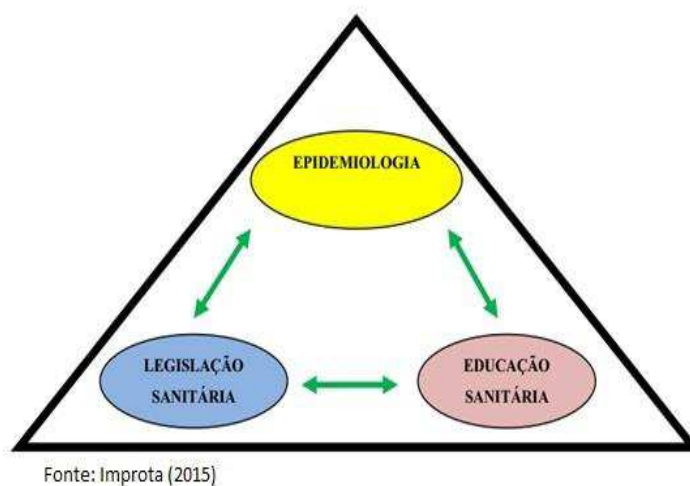 EPIDEMIOLOGIA
LEGISLAÇÃO
SANITÁRIA
EDUCAÇÃO
SANITÁRIA
Fonte: Improta (2015)